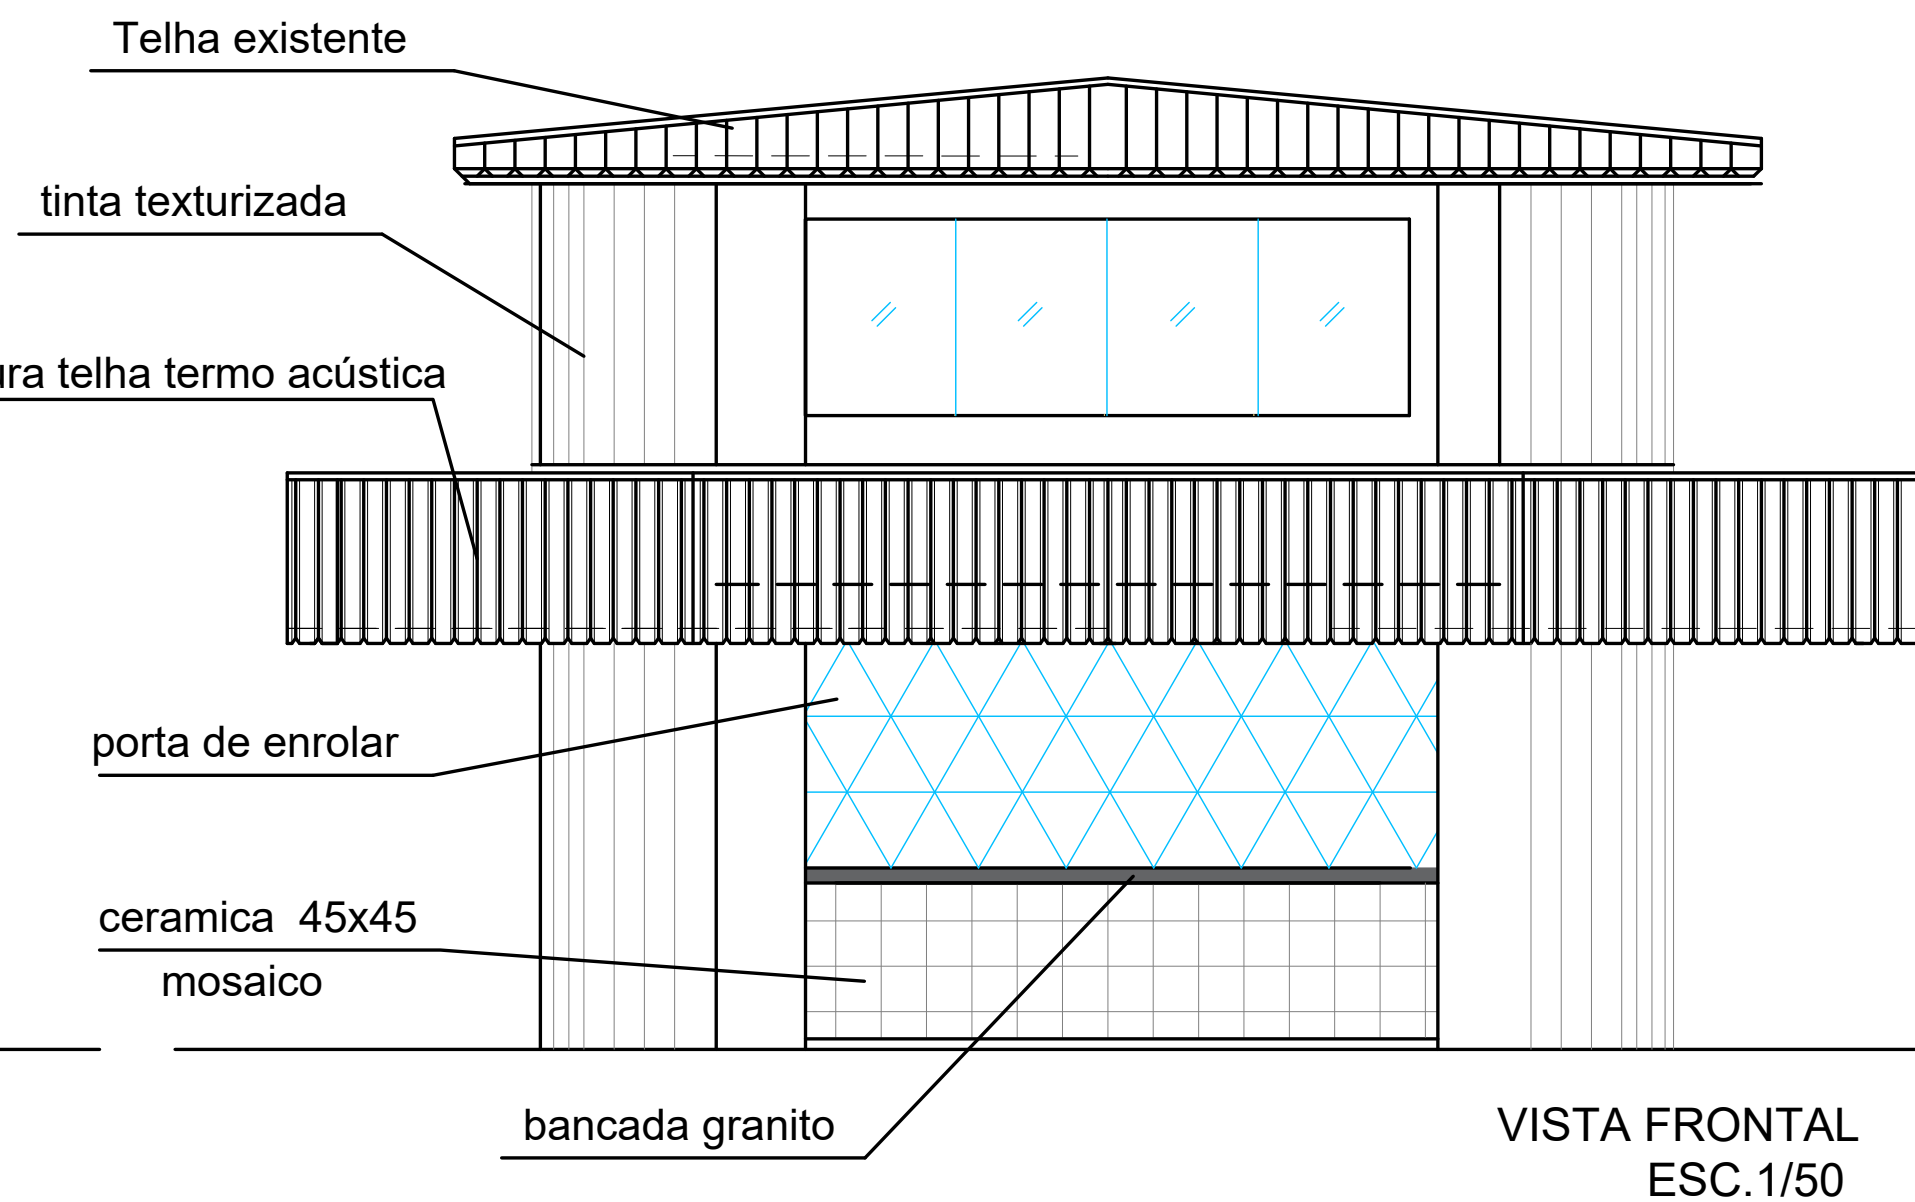 Telha existente
tinta texturizada
telha termo acústica
porta de enrolar
ceramica 45x45
mosaico
bancada granito
VISTA FRONTAL
ESC.1/50